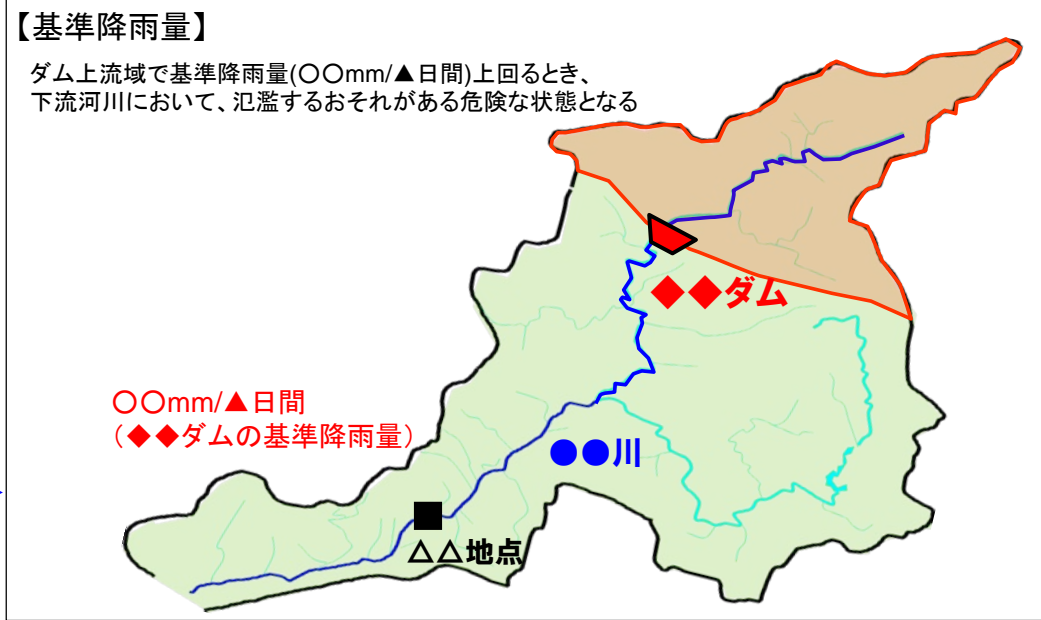 【基準降雨量】
ダム上流域で基準降雨量(〇〇mm/▲日間)上回るとき、
下流河川において、氾濫するおそれがある危険な状態となる
◆◆ダム
〇〇mm/▲日間
（◆◆ダムの基準降雨量）
●●川
△△地点